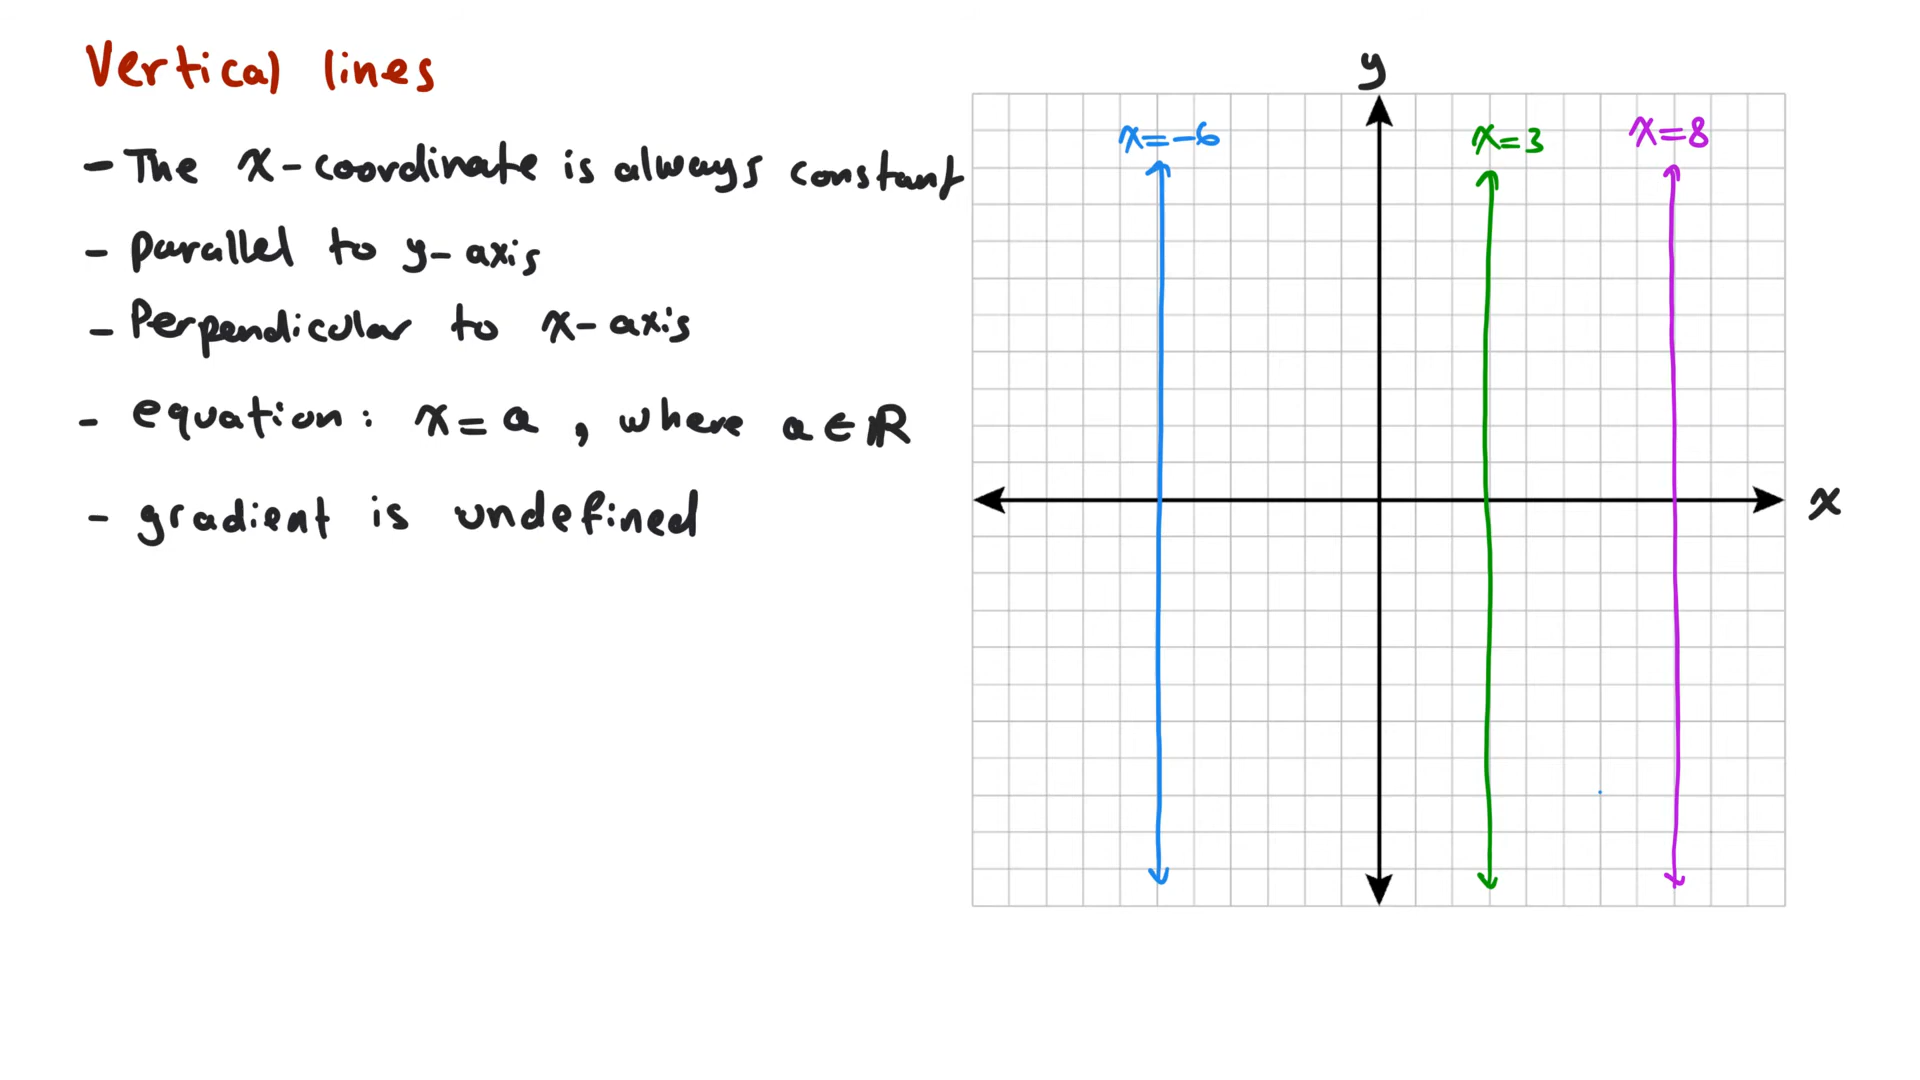 Vertical lines
- The x-coordinate is always constant
- parallel to y-axis
- Perpendicular to x-axis
- equation: x = a , where a ∈ ℝ
- gradient is undefined
y
x=-6
x=3
x=8
x